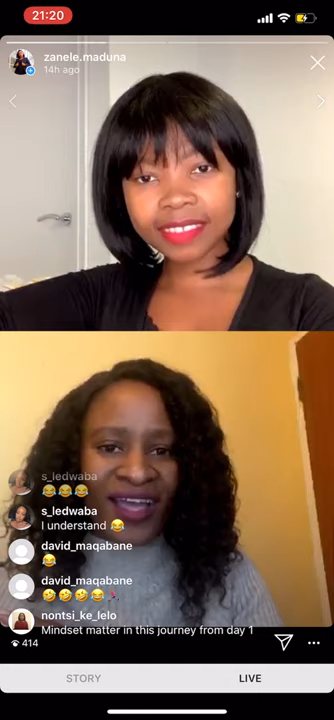 21:20
zanele.maduna
14h ago
s_ledwaba
😂😂😂
s_ledwaba
I understand 😂
david_maqabane
😂
david_maqabane
🤣🤣🤣😂💃🏿
nontsi_ke_lelo
Mindset matter in this journey from day 1
414
STORY
LIVE